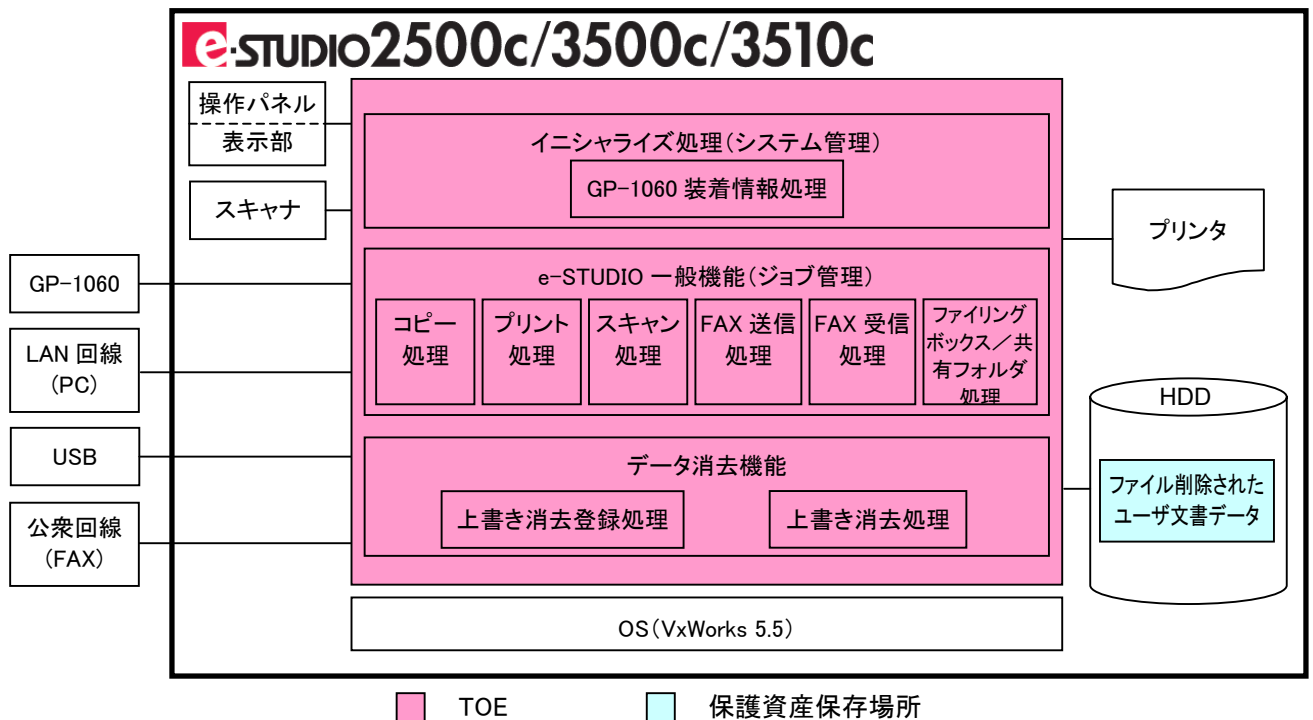 e-STUDIO2500c/3500c/3510c
操作パネル
表示部
スキャナ
GP-1060
LAN 回線
(PC)
USB
公衆回線
(FAX)
イニシャライズ処理(システム管理)
GP-1060 装着情報処理
e-STUDIO 一般機能(ジョブ管理)
コピー
処理
プリント
処理
スキャン
処理
FAX 送信
処理
FAX 受信
処理
ファイリング
ボックス/共
有フォルダ
処理
データ消去機能
上書き消去登録処理
上書き消去処理
OS(VxWorks 5.5)
プリンタ
HDD
ファイル削除された
ユーザ文書データ
TOE
保護資産保存場所